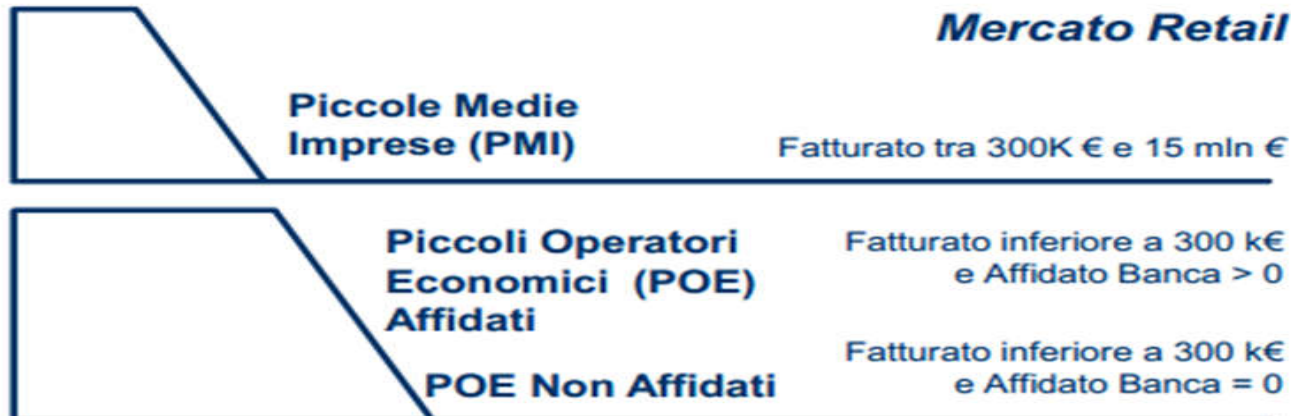 Mercato Retail
Piccole Medie
Imprese (PMI)
Fatturato tra 300K € e 15 mln €
Piccoli Operatori
Economici (POE)
Affidati
Fatturato inferiore a 300 k€
e Affidato Banca > 0
POE Non Affidati
Fatturato inferiore a 300 k€
e Affidato Banca = 0